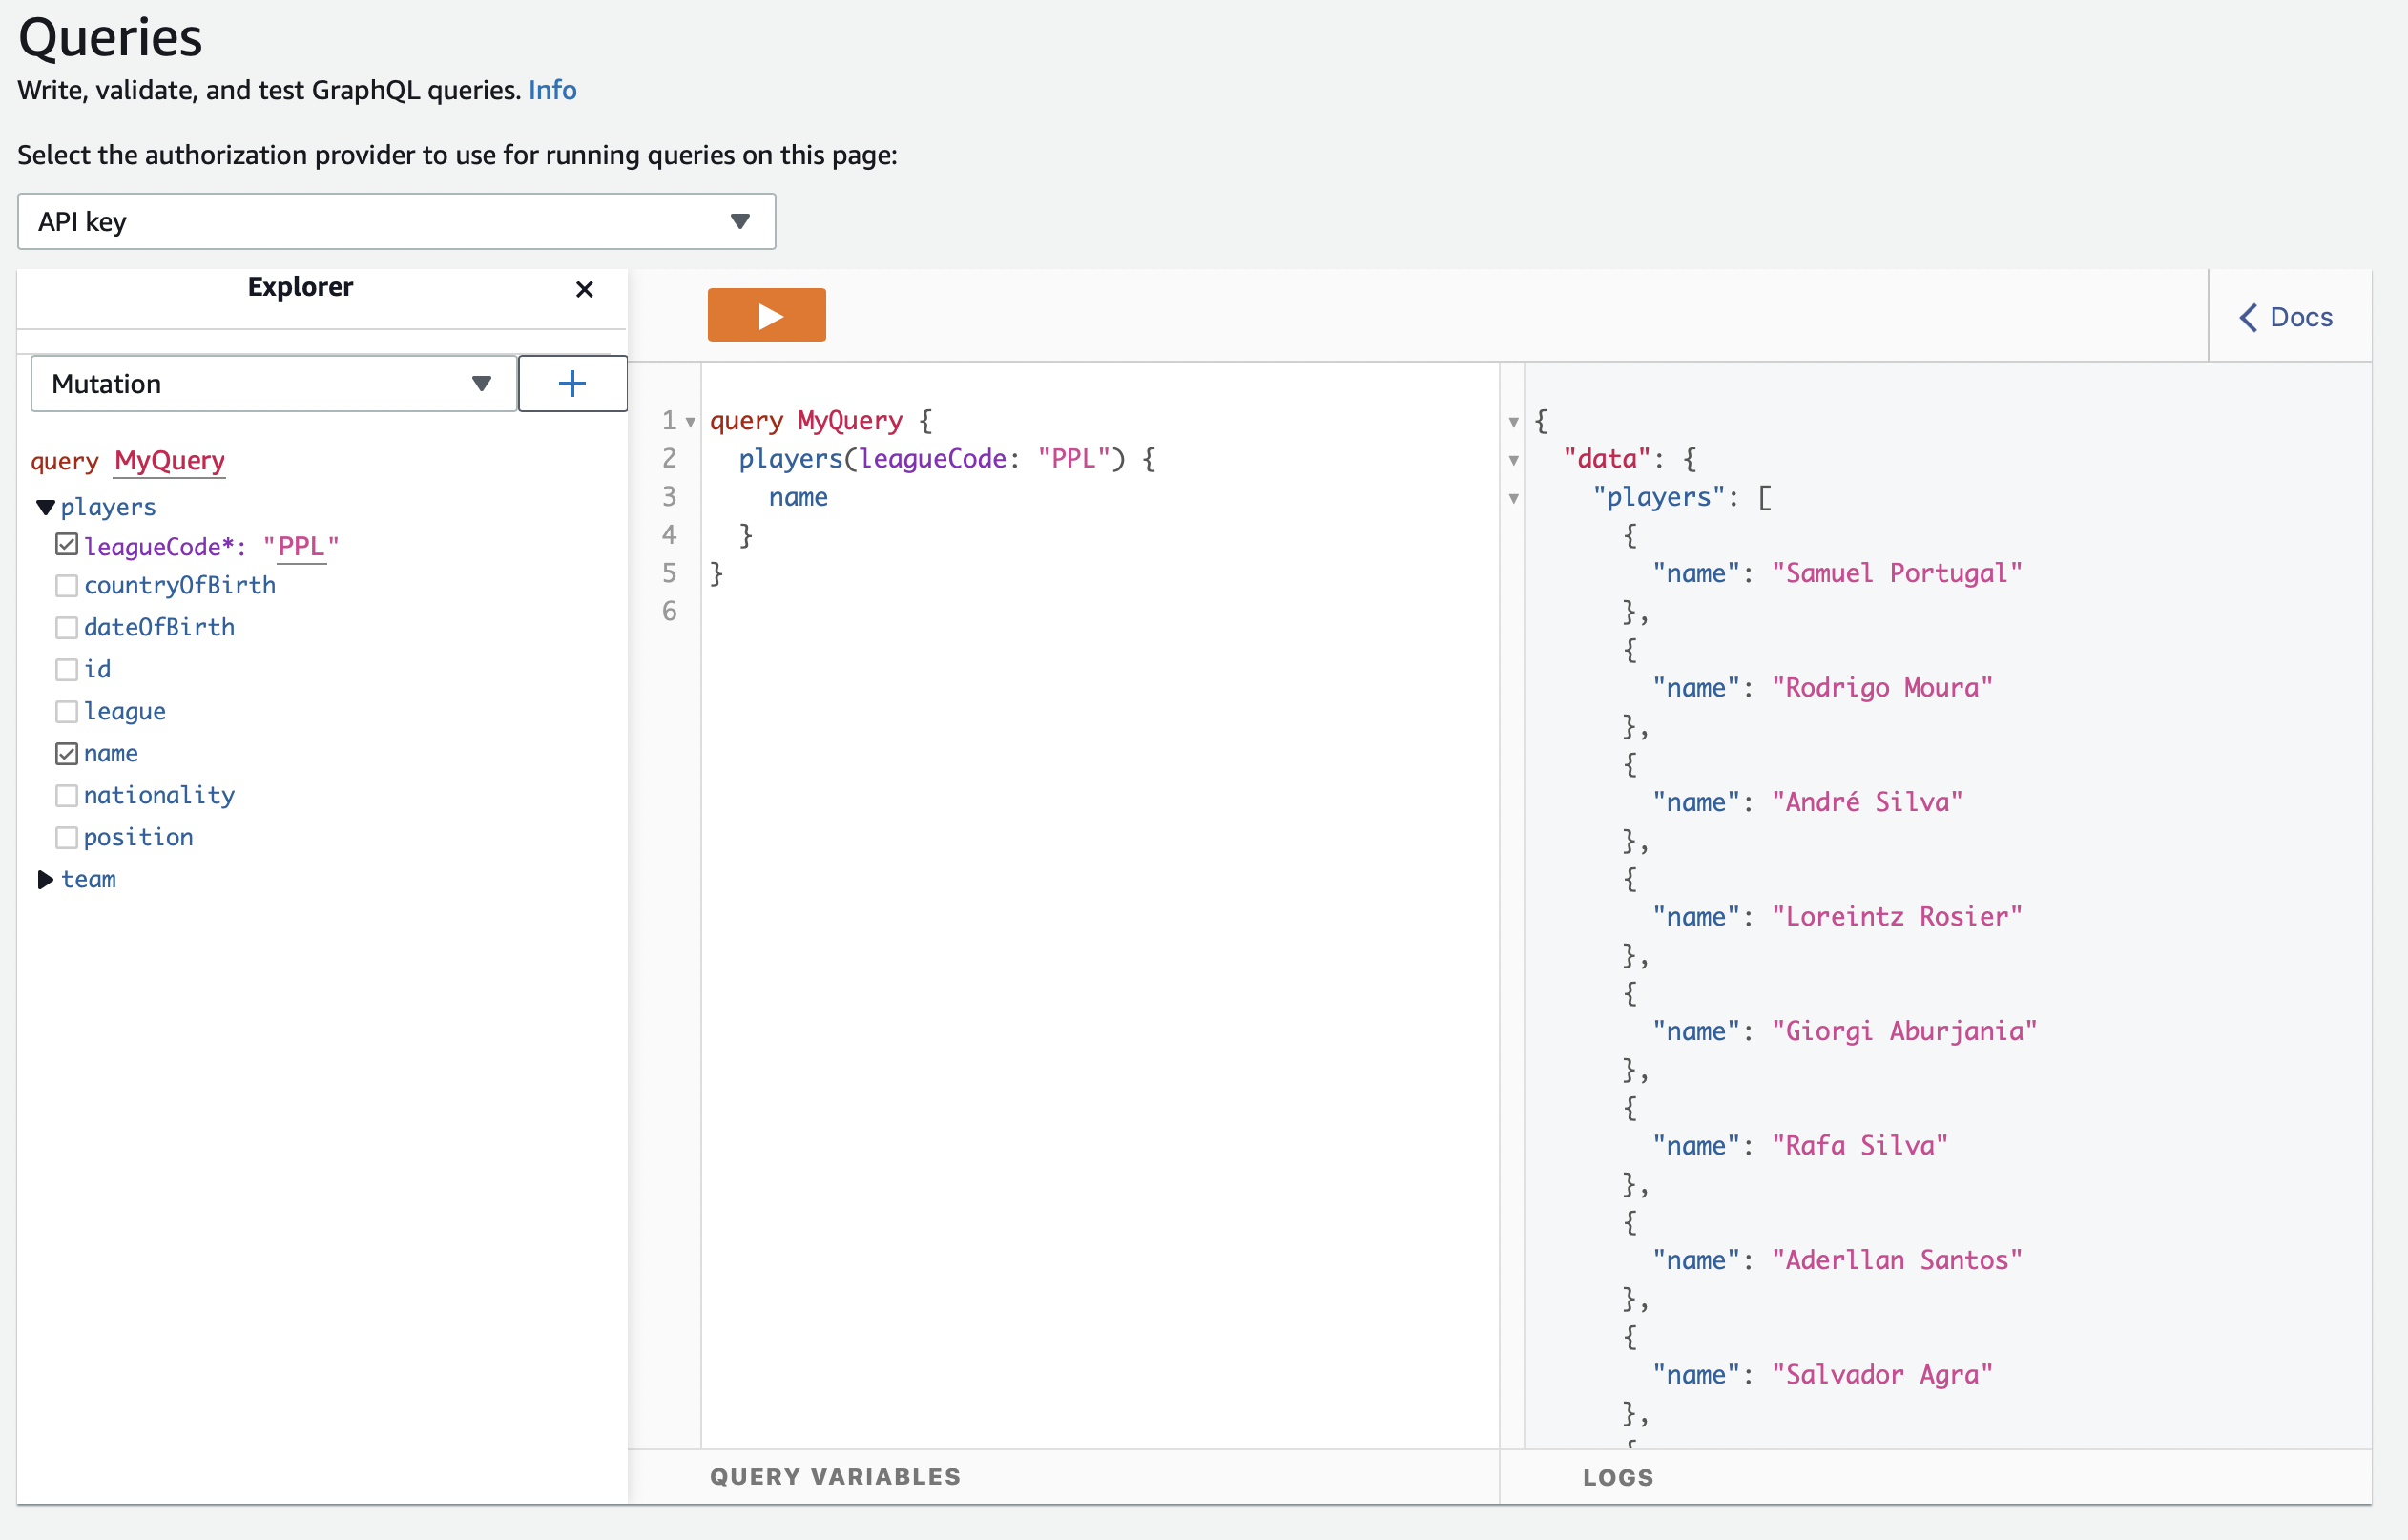 Queries
Write, validate, and test GraphQL queries. Info
Select the authorization provider to use for running queries on this page:
API key
Explorer
Mutation
query MyQuery
players
leagueCode*: "PPL"
countryOfBirth
dateOfBirth
id
league
name
nationality
position
team
Docs
1 query MyQuery {
2 players(leagueCode: "PPL") {
3 name
4 }
5 }
6
QUERY VARIABLES
{
"data": {
"players": [
{
"name": "Samuel Portugal"
},
{
"name": "Rodrigo Moura"
},
{
"name": "André Silva"
},
{
"name": "Loreintz Rosier"
},
{
"name": "Giorgi Aburjania"
},
{
"name": "Rafa Silva"
},
{
"name": "Aderllan Santos"
},
{
"name": "Salvador Agra"
},
{
LOGS